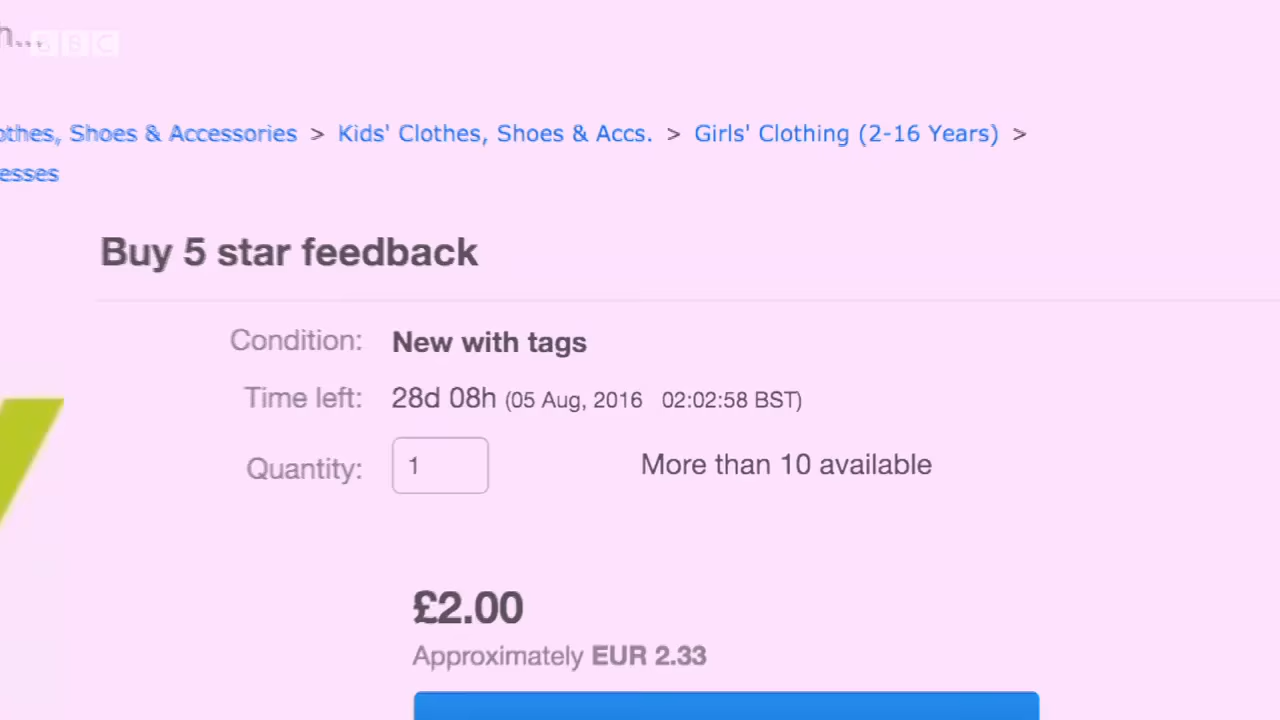 h...
BBC
othes, Shoes & Accessories > Kids' Clothes, Shoes & Accs. > Girls' Clothing (2-16 Years) >
esses
Buy 5 star feedback
Condition: New with tags
Time left: 28d 08h (05 Aug, 2016 02:02:58 BST)
Quantity: 1 More than 10 available
£2.00
Approximately EUR 2.33